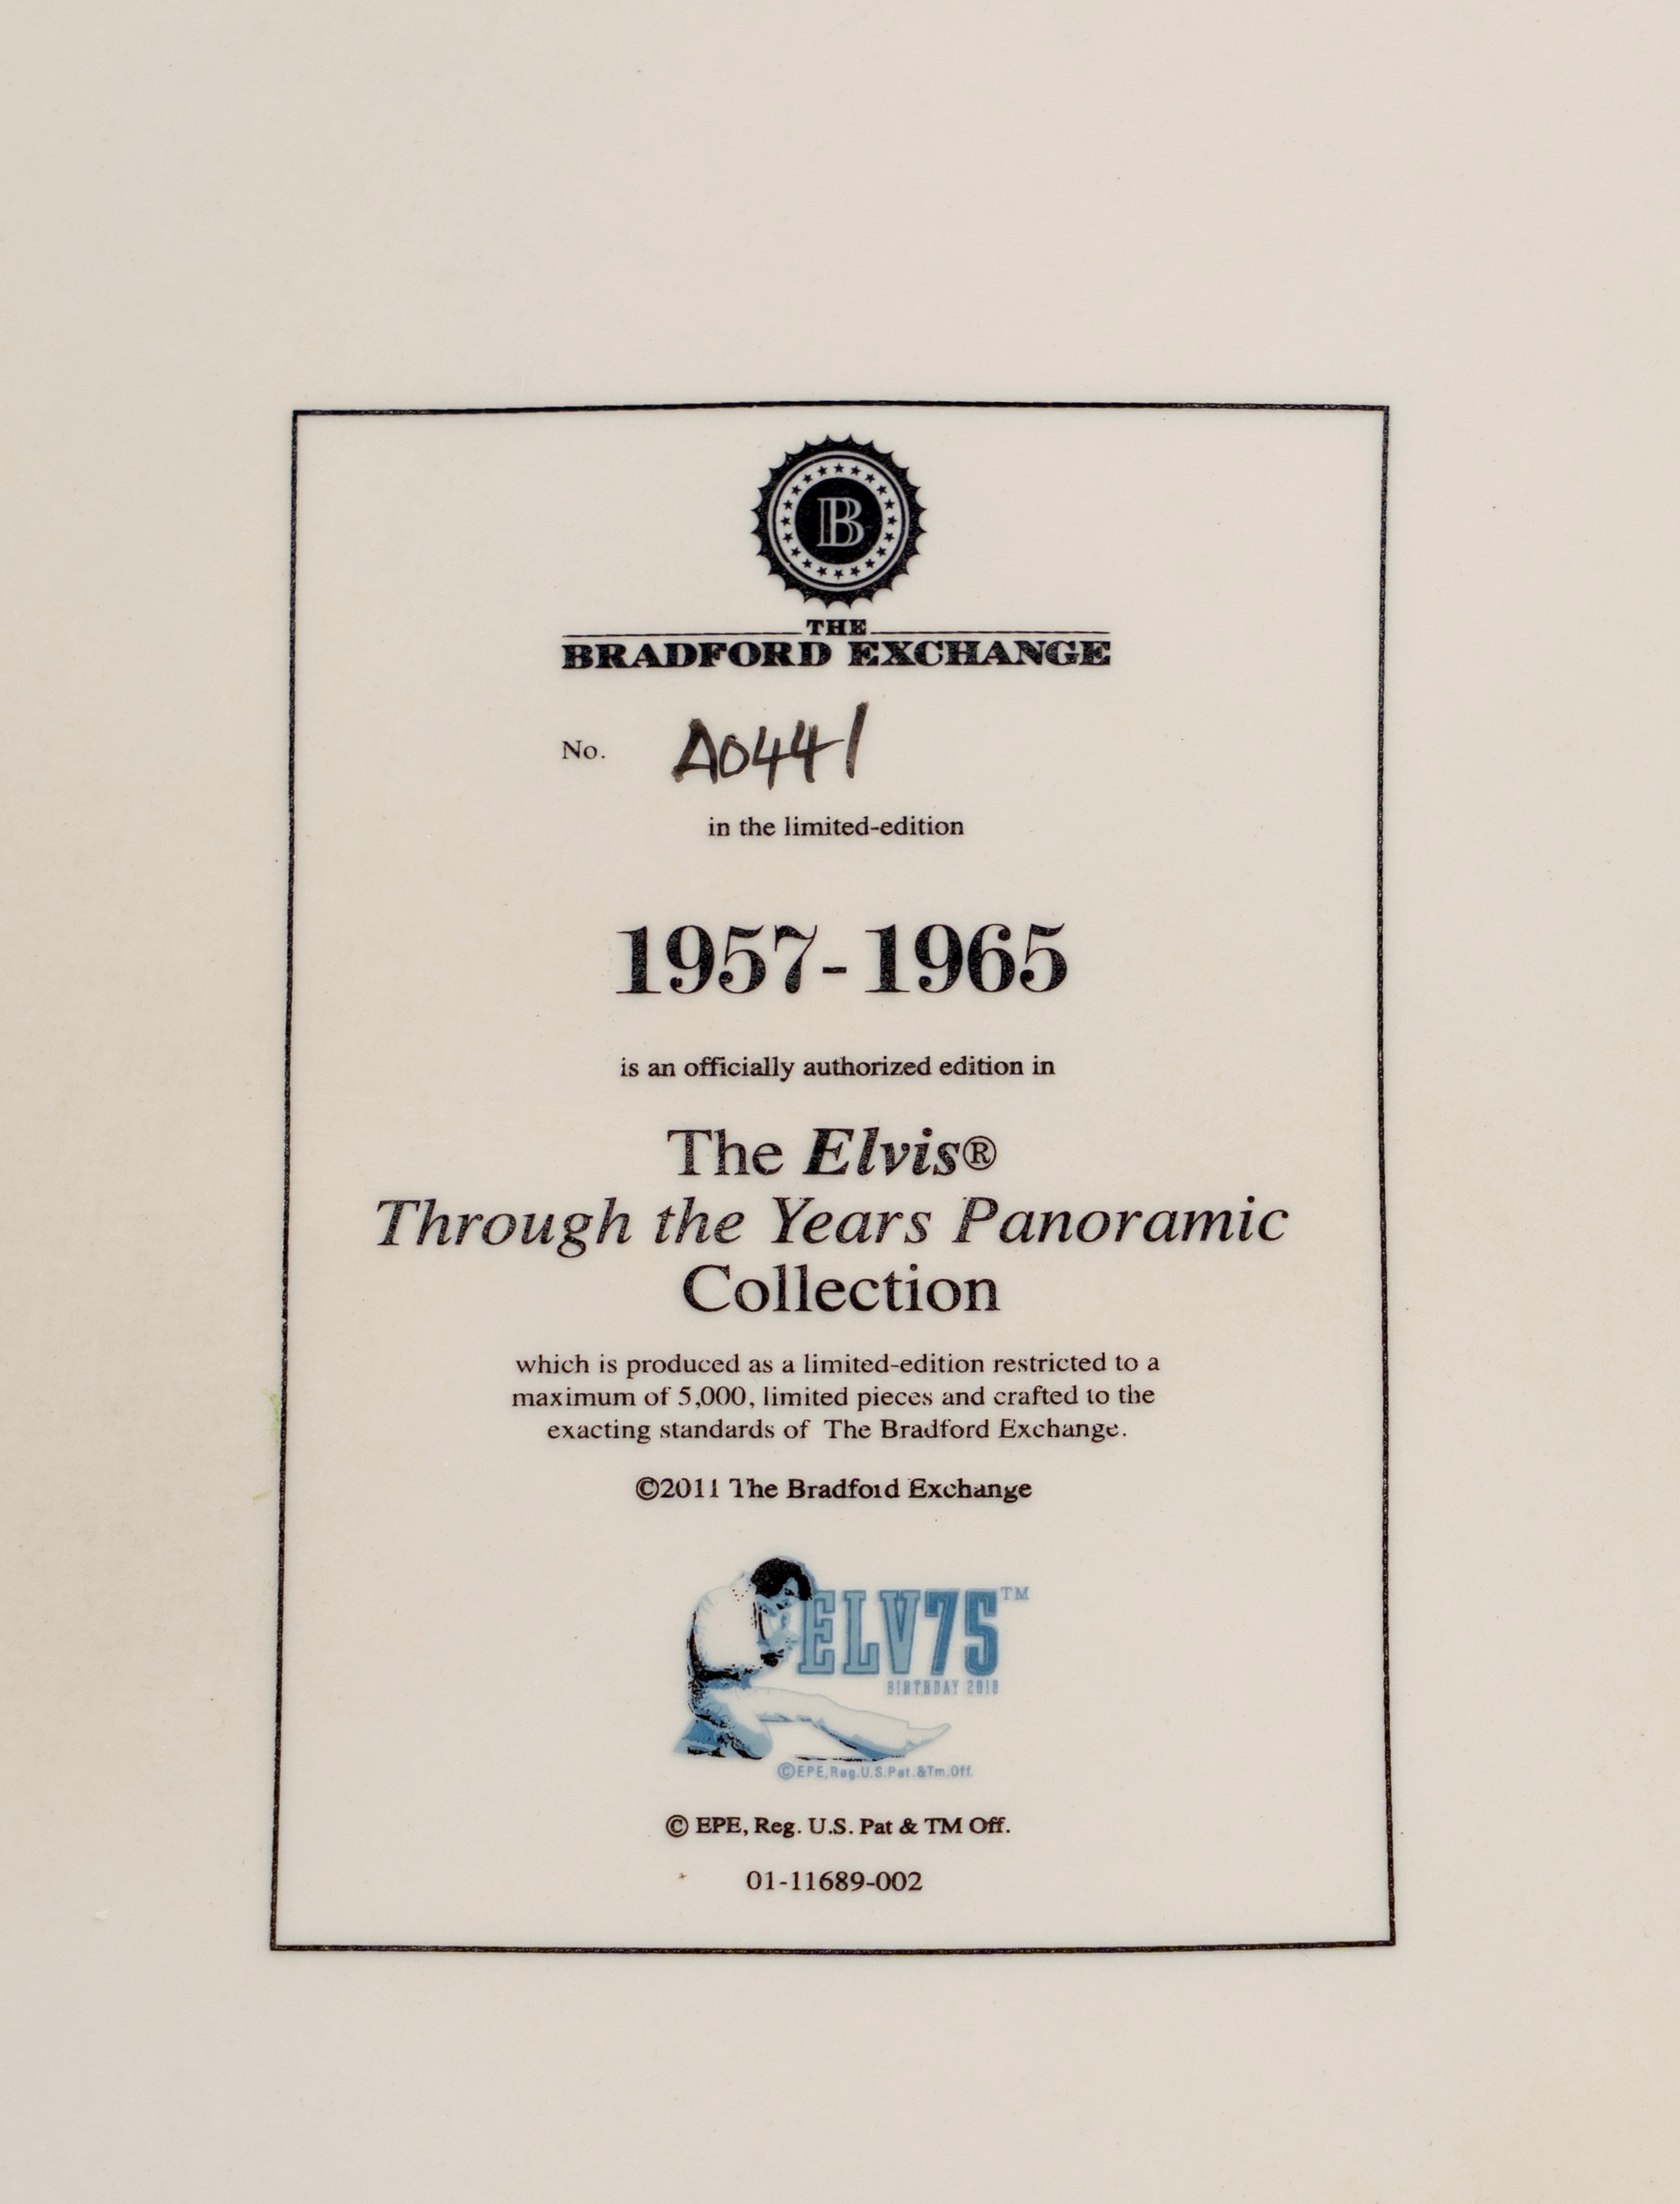 B
THE
BRADFORD EXCHANGE
No. A0441
in the limited-edition
1957-1965
is an officially authorized edition in
The Elvis®
Through the Years Panoramic
Collection
which is produced as a limited-edition restricted to a
maximum of 5,000, limited pieces and crafted to the
exacting standards of The Bradford Exchange.
©2011 The Bradford Exchange
ELV75™
BIRTHDAY 2010
©EPE,Reg.U.S.Pat.&Tm.Off.
© EPE, Reg. U.S. Pat & TM Off.
01-11689-002